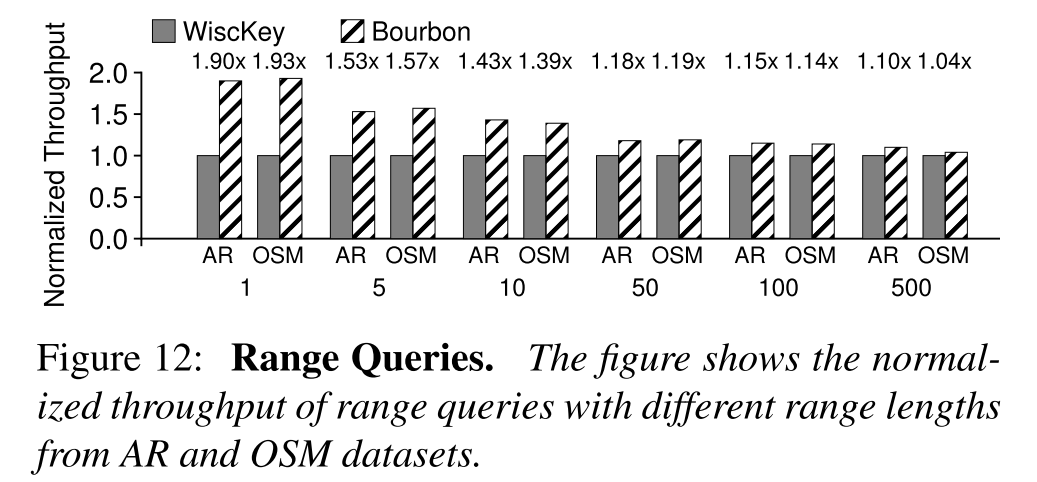 WiscKey Bourbon
1.90x 1.93x 1.53x 1.57x 1.43x 1.39x 1.18x 1.19x 1.15x 1.14x 1.10x 1.04x
Normalized Throughput
2.0
1.5
1.0
0.5
0.0
AR OSM AR OSM AR OSM AR OSM AR OSM AR OSM
1 5 10 50 100 500
Figure 12: Range Queries. The figure shows the normal-
ized throughput of range queries with different range lengths
from AR and OSM datasets.